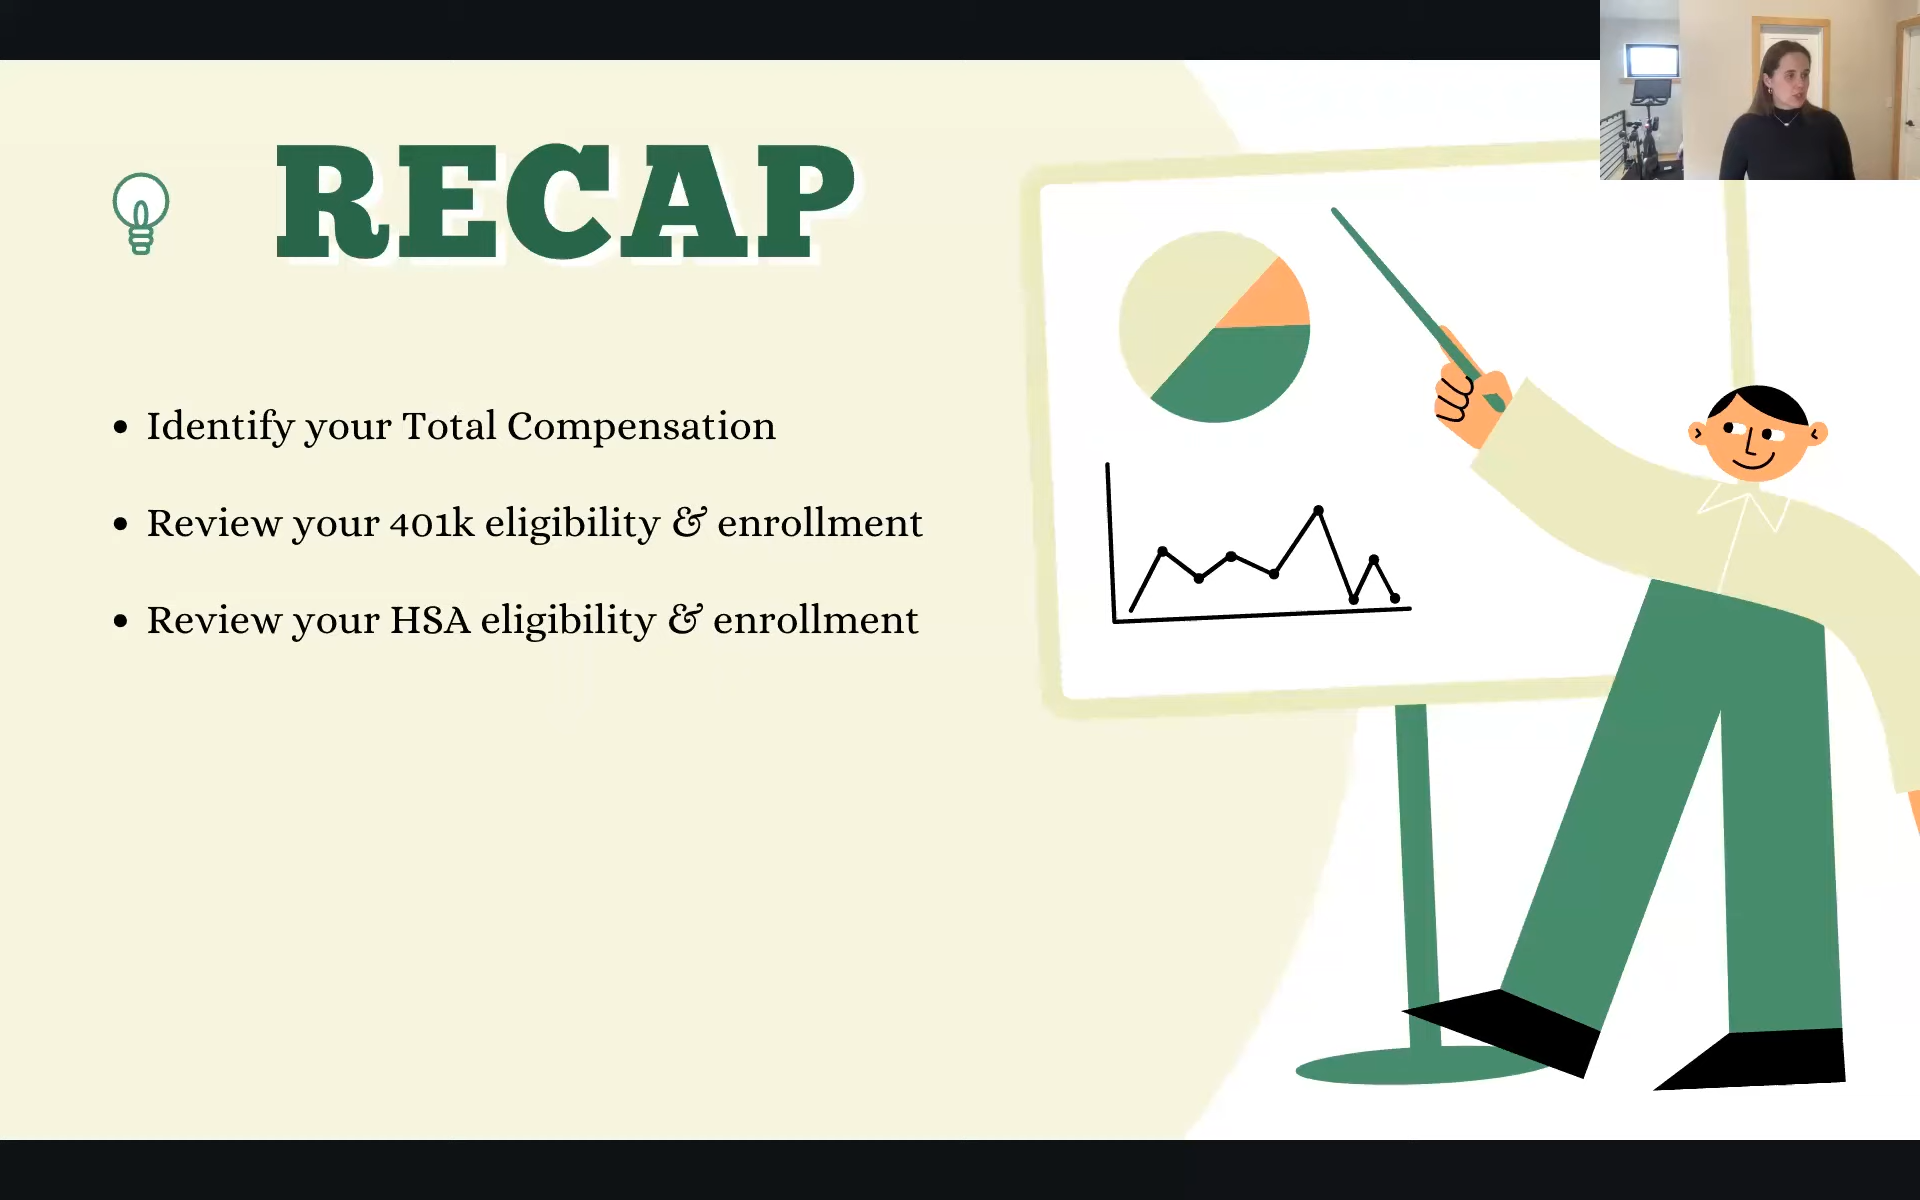 RECAP
Identify your Total Compensation
Review your 401k eligibility & enrollment
Review your HSA eligibility & enrollment